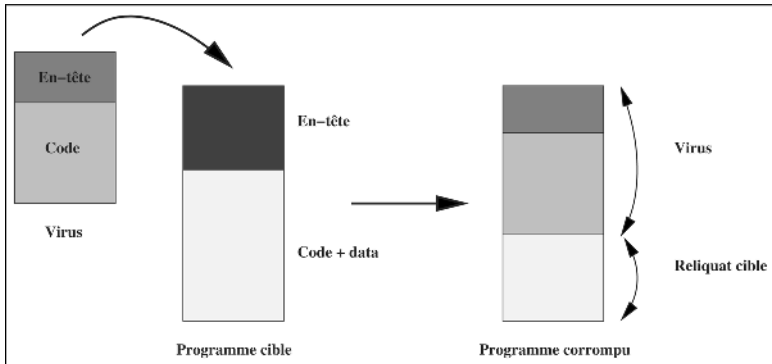 En-tête
Code
Virus
En-tête
Code + data
Programme cible
Virus
Reliquat cible
Programme corrompu